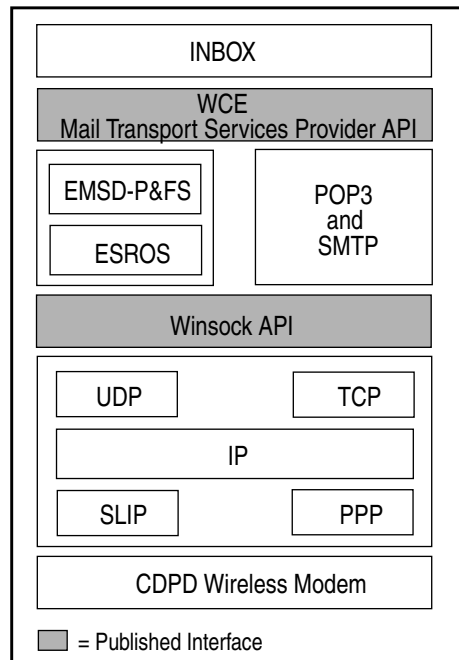 INBOX
WCE
Mail Transport Services Provider API
EMSD-P&FS
ESROS
POP3
and
SMTP
Winsock API
UDP
TCP
IP
SLIP
PPP
CDPD Wireless Modem
= Published Interface